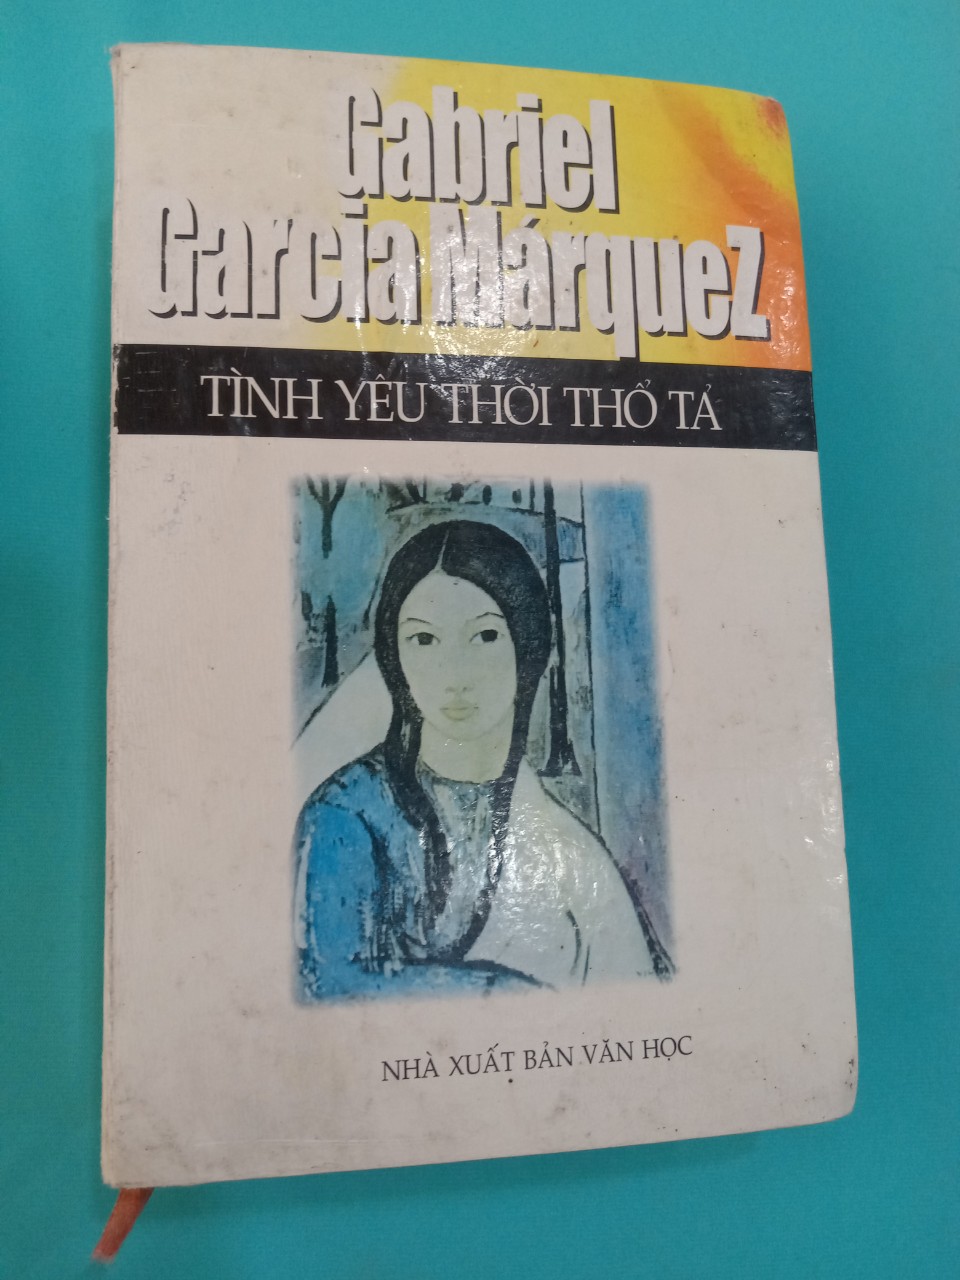 Gabriel
Garcia MárqueZ
TÌNH YÊU THỜI THỔ TẢ
NHÀ XUẤT BẢN VĂN HỌC